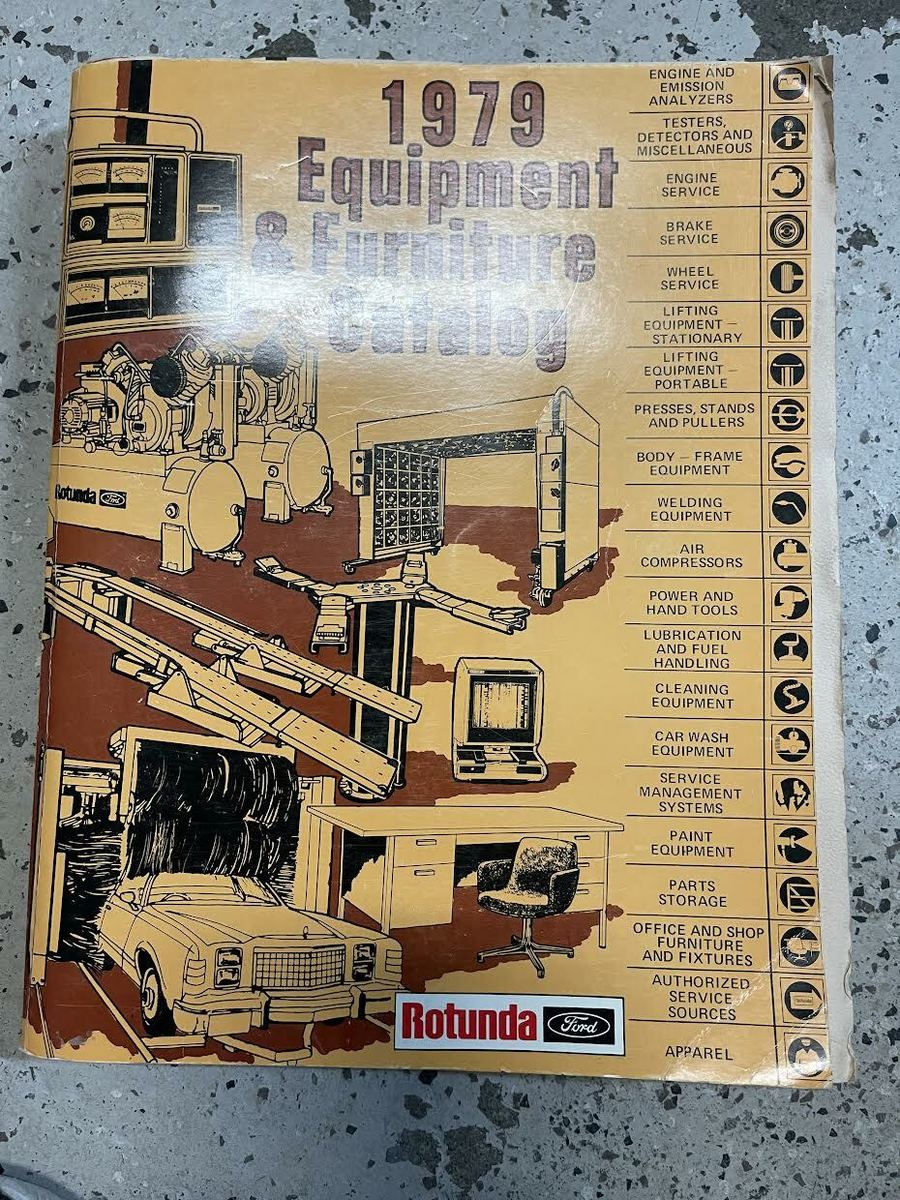 1979
Equipment
& Furniture
Catalog
ENGINE AND
EMISSION
ANALYZERS
TESTERS,
DETECTORS AND
MISCELLANEOUS
ENGINE
SERVICE
BRAKE
SERVICE
WHEEL
SERVICE
LIFTING
EQUIPMENT –
STATIONARY
LIFTING
EQUIPMENT –
PORTABLE
PRESSES, STANDS
AND PULLERS
BODY – FRAME
EQUIPMENT
WELDING
EQUIPMENT
AIR
COMPRESSORS
POWER AND
HAND TOOLS
LUBRICATION
AND FUEL
HANDLING
CLEANING
EQUIPMENT
CAR WASH
EQUIPMENT
SERVICE
MANAGEMENT
SYSTEMS
PAINT
EQUIPMENT
PARTS
STORAGE
OFFICE AND SHOP
FURNITURE
AND FIXTURES
AUTHORIZED
SERVICE
SOURCES
APPAREL
Rotunda Ford
Rotunda Ford